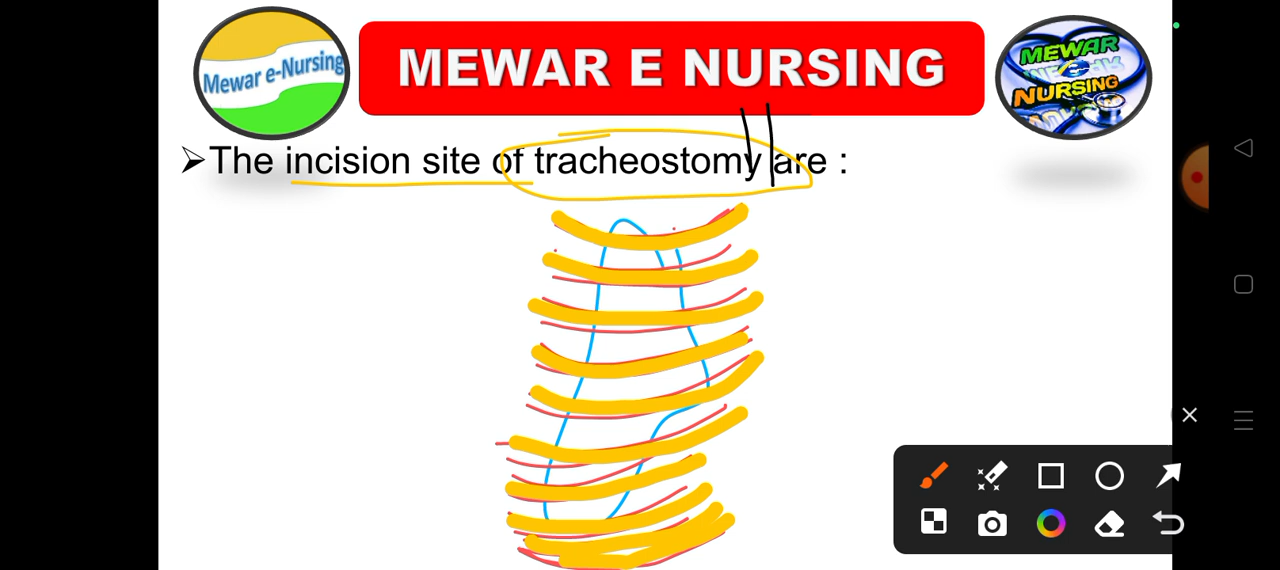 Mewar e-Nursing
MEWAR E NURSING
MEWAR
NURSING
➢The incision site of tracheostomy are :